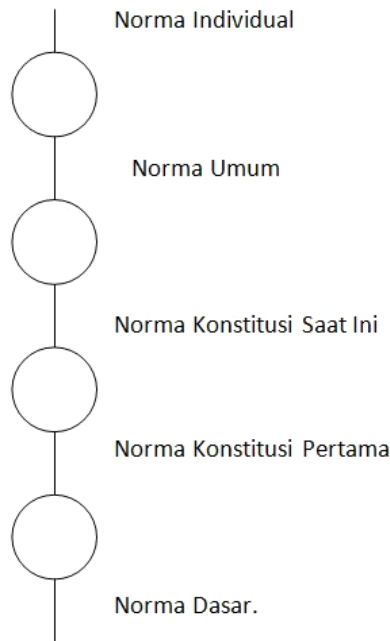 Norma Individual
Norma Umum
Norma Konstitusi Saat Ini
Norma Konstitusi Pertama
Norma Dasar.